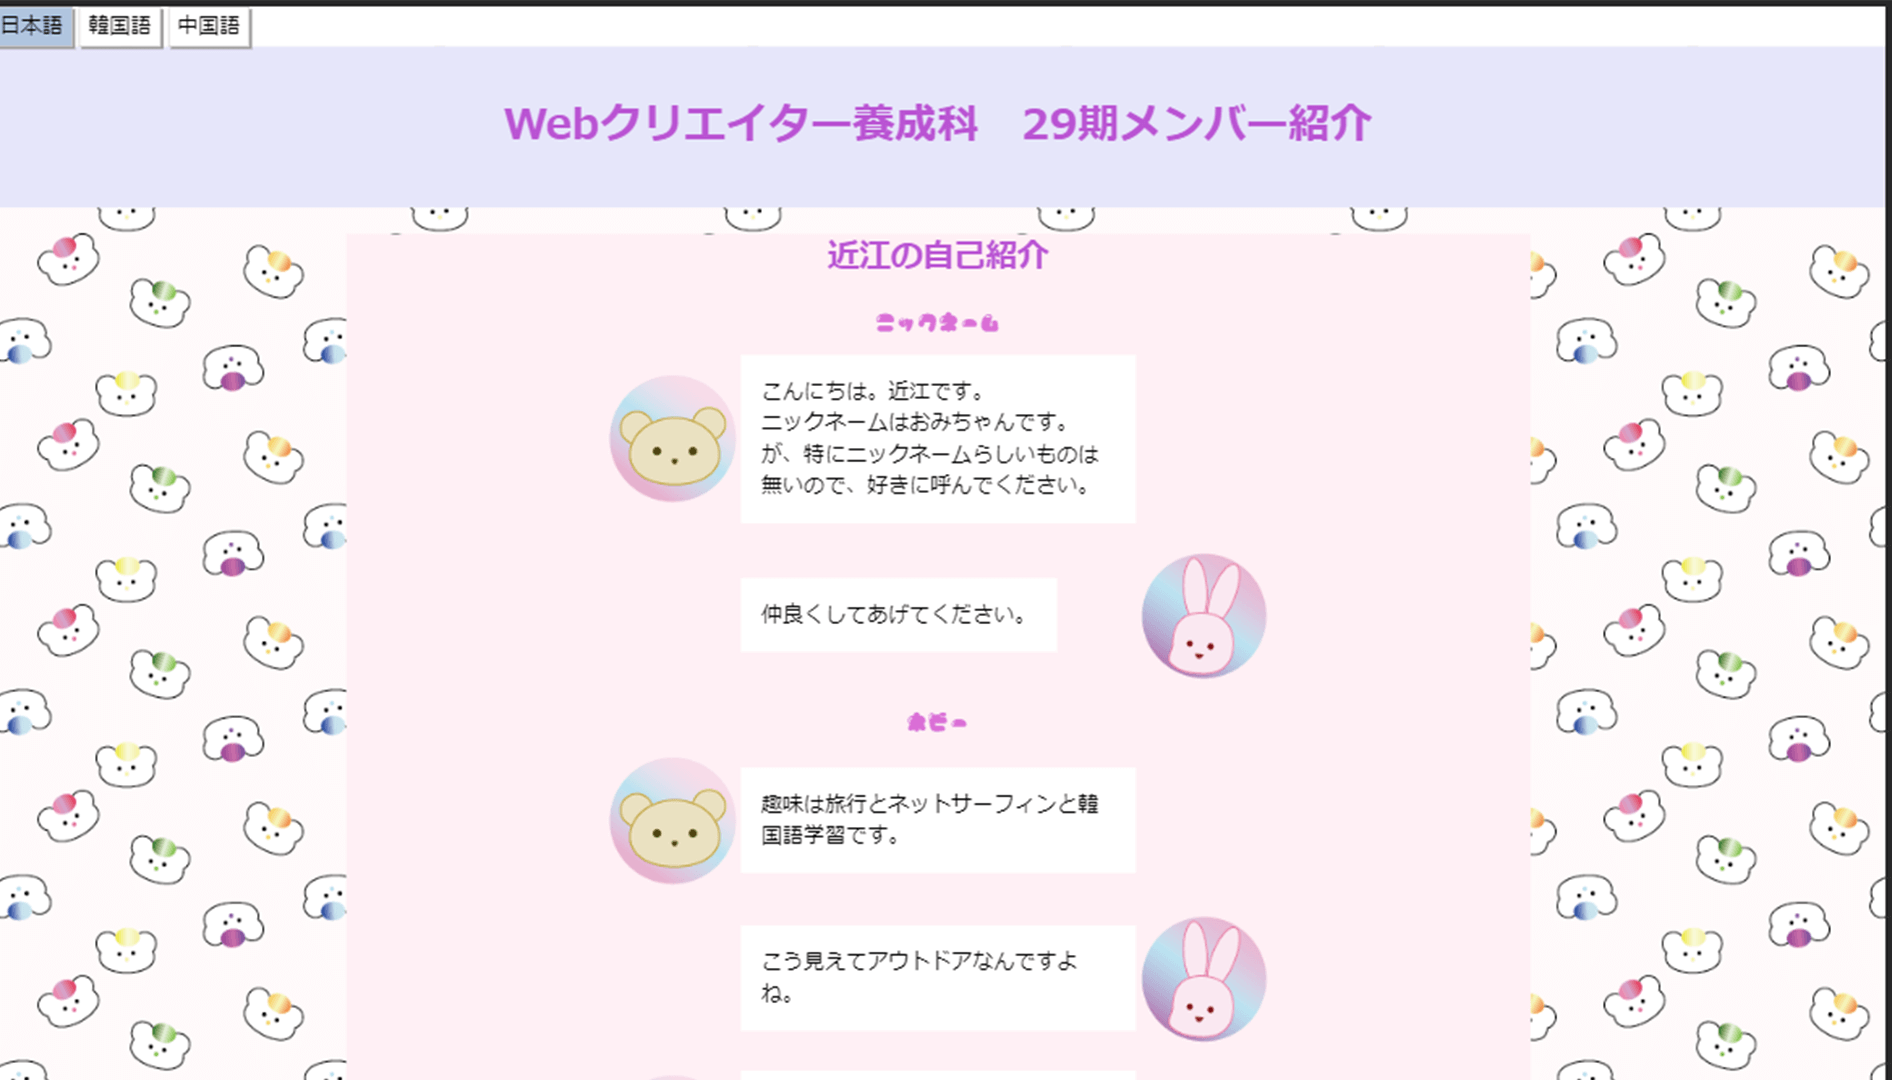 日本語 韓国語 中国語
Webクリエイター養成科　29期メンバー紹介
近江の自己紹介
ニックネーム
こんにちは。近江です。
ニックネームはおみちゃんです。
が、特にニックネームらしいものは
無いので、好きに呼んでください。
仲良くしてあげてください。
ホビー
趣味は旅行とネットサーフィンと韓
国語学習です。
こう見えてアウトドアなんですよ
ね。